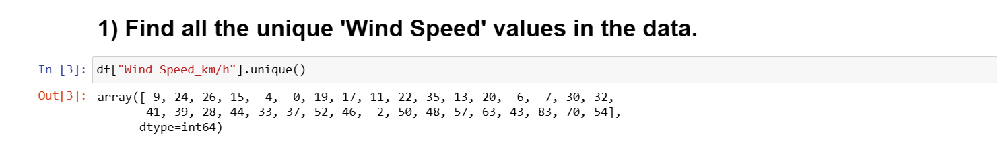 1) Find all the unique 'Wind Speed' values in the data.
In [3]: df["Wind Speed_km/h"].unique()
Out[3]: array([ 9, 24, 26, 15,  4,  0, 19, 17, 11, 22, 35, 13, 20,  6,  7, 30, 32,
41, 39, 28, 44, 33, 37, 52, 46,  2, 50, 48, 57, 63, 43, 83, 70, 54],
dtype=int64)